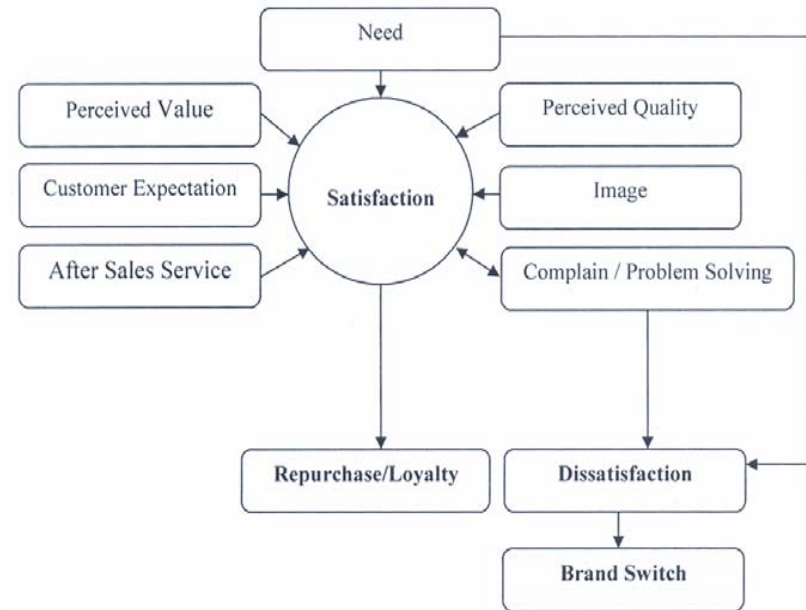 Need
Perceived Value
Perceived Quality
Customer Expectation
Satisfaction
Image
After Sales Service
Complain / Problem Solving
Repurchase/Loyalty
Dissatisfaction
Brand Switch